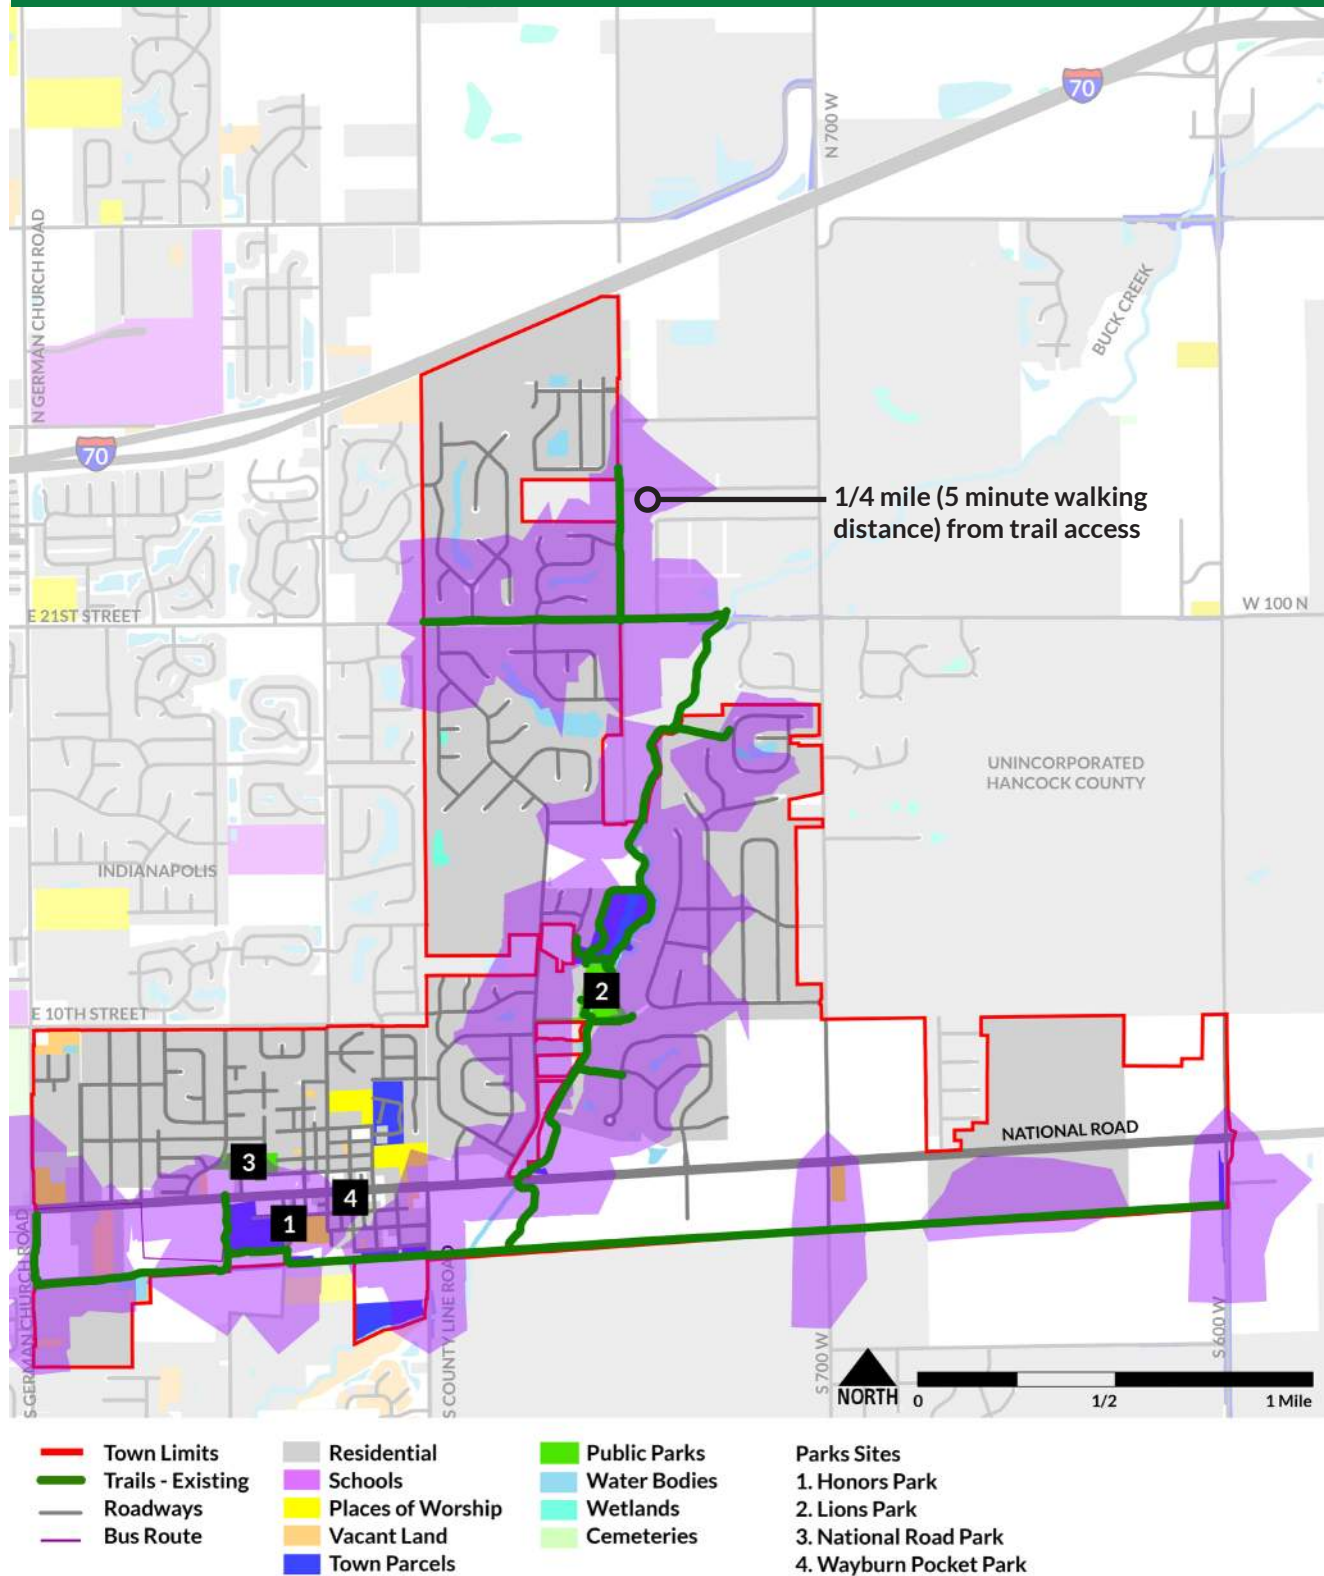 70
N 700 W
N GERMAN CHURCH ROAD
BUCK CREEK
70
1/4 mile (5 minute walking
distance) from trail access
E 21ST STREET
W 100 N
UNINCORPORATED
HANCOCK COUNTY
INDIANAPOLIS
2
E 10TH STREET
NATIONAL ROAD
3
4
1
S GERMAN CHURCH ROAD
S COUNTY LINE ROAD
S 700 W
S 600 W
NORTH
0
1/2
1 Mile
Town Limits
Trails - Existing
Roadways
Bus Route
Residential
Schools
Places of Worship
Vacant Land
Town Parcels
Public Parks
Water Bodies
Wetlands
Cemeteries
Parks Sites
1. Honors Park
2. Lions Park
3. National Road Park
4. Wayburn Pocket Park